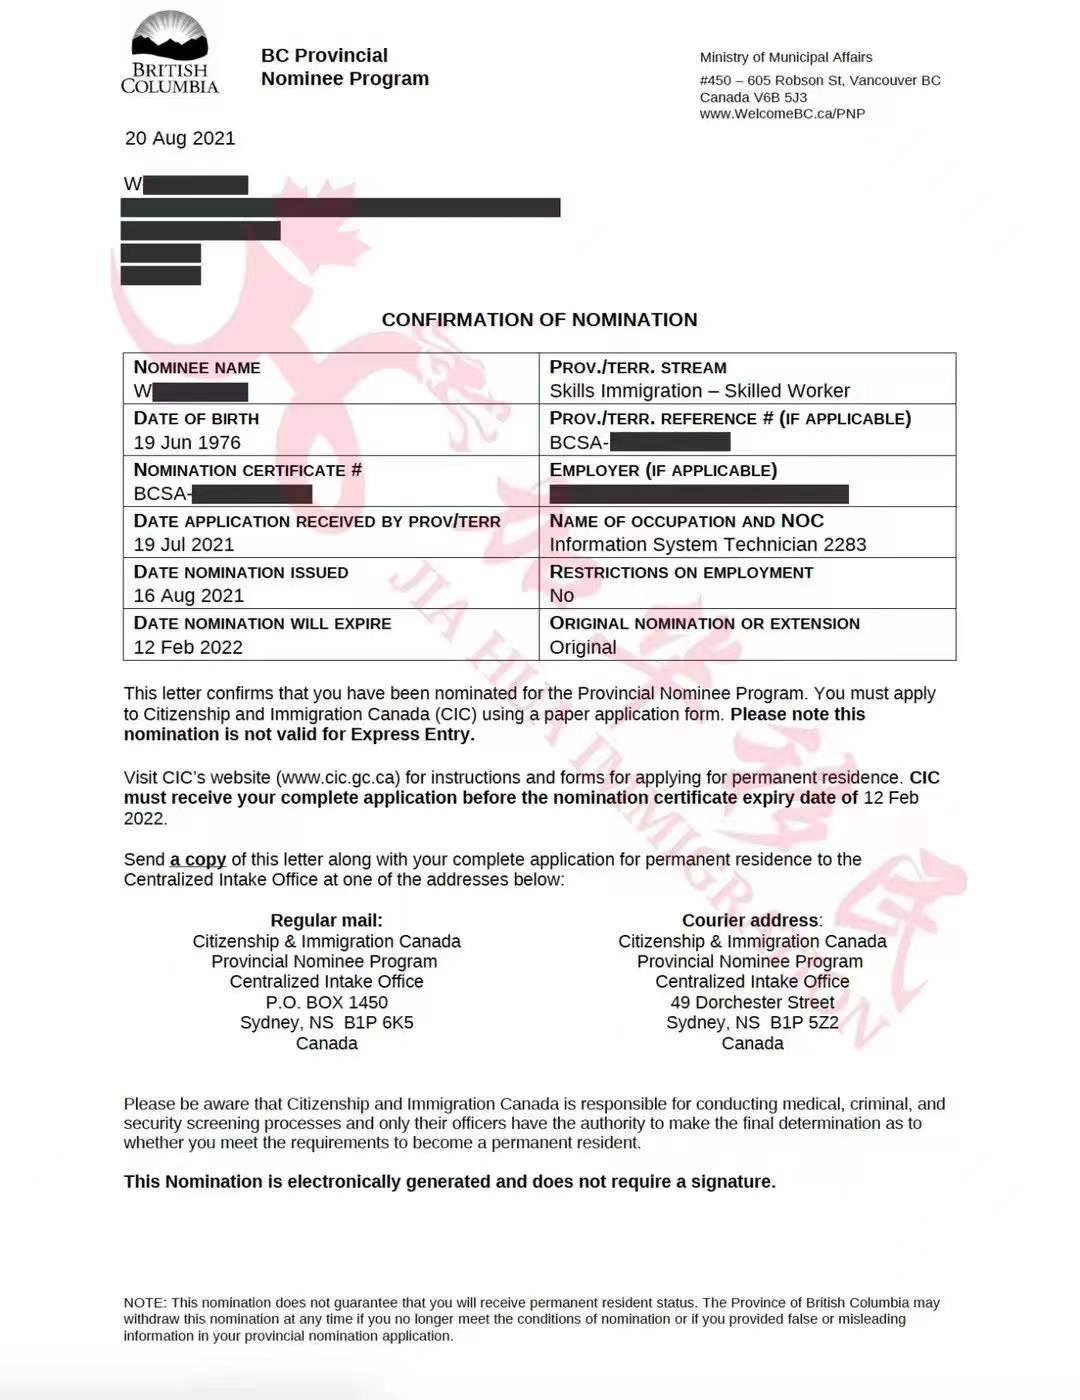 BRITISH
COLUMBIA
BC Provincial
Nominee Program
Ministry of Municipal Affairs
#450 – 605 Robson St, Vancouver BC
Canada V6B 5J3
www.WelcomeBC.ca/PNP
20 Aug 2021
W
CONFIRMATION OF NOMINATION
NOMINEE NAME
W
PROV./TERR. STREAM
Skills Immigration – Skilled Worker
DATE OF BIRTH
19 Jun 1976
PROV./TERR. REFERENCE # (IF APPLICABLE)
BCSA-
NOMINATION CERTIFICATE #
BCSA-
EMPLOYER (IF APPLICABLE)
DATE APPLICATION RECEIVED BY PROV/TERR
19 Jul 2021
NAME OF OCCUPATION AND NOC
Information System Technician 2283
DATE NOMINATION ISSUED
16 Aug 2021
RESTRICTIONS ON EMPLOYMENT
No
DATE NOMINATION WILL EXPIRE
12 Feb 2022
ORIGINAL NOMINATION OR EXTENSION
Original
This letter confirms that you have been nominated for the Provincial Nominee Program. You must apply
to Citizenship and Immigration Canada (CIC) using a paper application form. Please note this
nomination is not valid for Express Entry.
Visit CIC's website (www.cic.gc.ca) for instructions and forms for applying for permanent residence. CIC
must receive your complete application before the nomination certificate expiry date of 12 Feb
2022.
Send a copy of this letter along with your complete application for permanent residence to the
Centralized Intake Office at one of the addresses below:
Regular mail:
Citizenship & Immigration Canada
Provincial Nominee Program
Centralized Intake Office
P.O. BOX 1450
Sydney, NS B1P 6K5
Canada
Courier address:
Citizenship & Immigration Canada
Provincial Nominee Program
Centralized Intake Office
49 Dorchester Street
Sydney, NS B1P 5Z2
Canada
Please be aware that Citizenship and Immigration Canada is responsible for conducting medical, criminal, and
security screening processes and only their officers have the authority to make the final determination as to
whether you meet the requirements to become a permanent resident.
This Nomination is electronically generated and does not require a signature.
NOTE: This nomination does not guarantee that you will receive permanent resident status. The Province of British Columbia may
withdraw this nomination at any time if you no longer meet the conditions of nomination or if you provided false or misleading
information in your provincial nomination application.
加华移民
JIA HUA IMMIGRATION